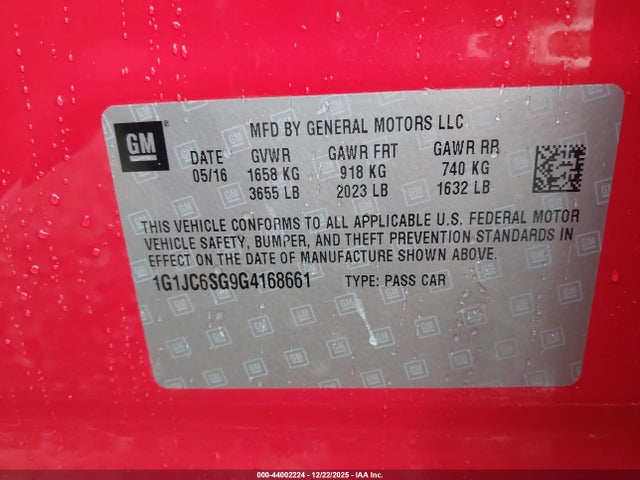 GM
MFD BY GENERAL MOTORS LLC
DATE GVWR GAWR FRT GAWR RR
05/16 1658 KG 918 KG 740 KG
3655 LB 2023 LB 1632 LB
THIS VEHICLE CONFORMS TO ALL APPLICABLE U.S. FEDERAL MOTOR
VEHICLE SAFETY, BUMPER, AND THEFT PREVENTION STANDARDS IN
EFFECT ON THE DATE OF MANUFACTURE SHOWN ABOVE.
1G1JC6SG9G4168661 TYPE: PASS CAR
000-44002224 - 12/22/2025 - IAA Inc.